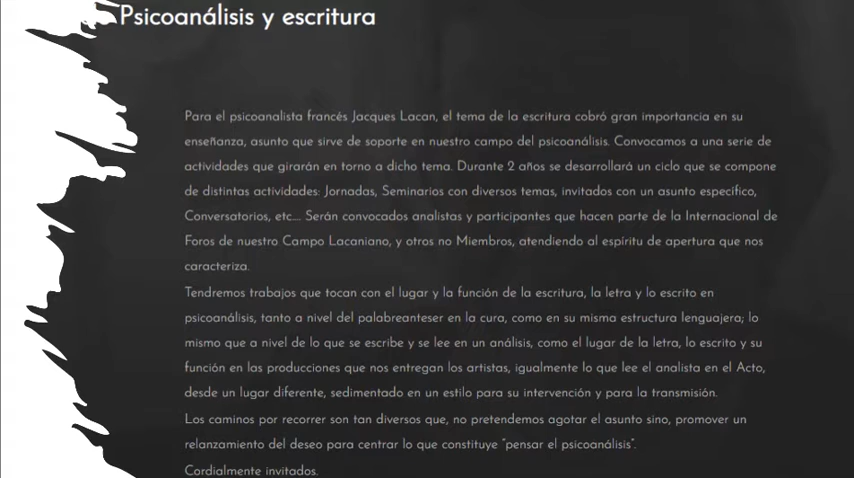 Psicoanálisis y escritura
Para el psicoanalista francés Jacques Lacan, el tema de la escritura cobró gran importancia en su
enseñanza, asunto que sirve de soporte en nuestro campo del psicoanálisis. Convocamos a una serie de
actividades que girarán en torno a dicho tema. Durante 2 años se desarrollará un ciclo que se compone
de distintas actividades: Jornadas, Seminarios con diversos temas, invitados con un asunto específico,
Conversatorios, etc.... Serán convocados analistas y participantes que hacen parte de la Internacional de
Foros de nuestro Campo Lacaniano, y otros no Miembros, atendiendo al espíritu de apertura que nos
caracteriza.
Tendremos trabajos que tocan con el lugar y la función de la escritura, la letra y lo escrito en
psicoanálisis, tanto a nivel del palabreanteser en la cura, como en su misma estructura lenguajera; lo
mismo que a nivel de lo que se escribe y se lee en un análisis, como el lugar de la letra, lo escrito y su
función en las producciones que nos entregan los artistas, igualmente lo que lee el analista en el Acto,
desde un lugar diferente, sedimentado en un estilo para su intervención y para la transmisión.
Los caminos por recorrer son tan diversos que, no pretendemos agotar el asunto sino, promover un
relanzamiento del deseo para centrar lo que constituye "pensar el psicoanálisis".
Cordialmente invitados.